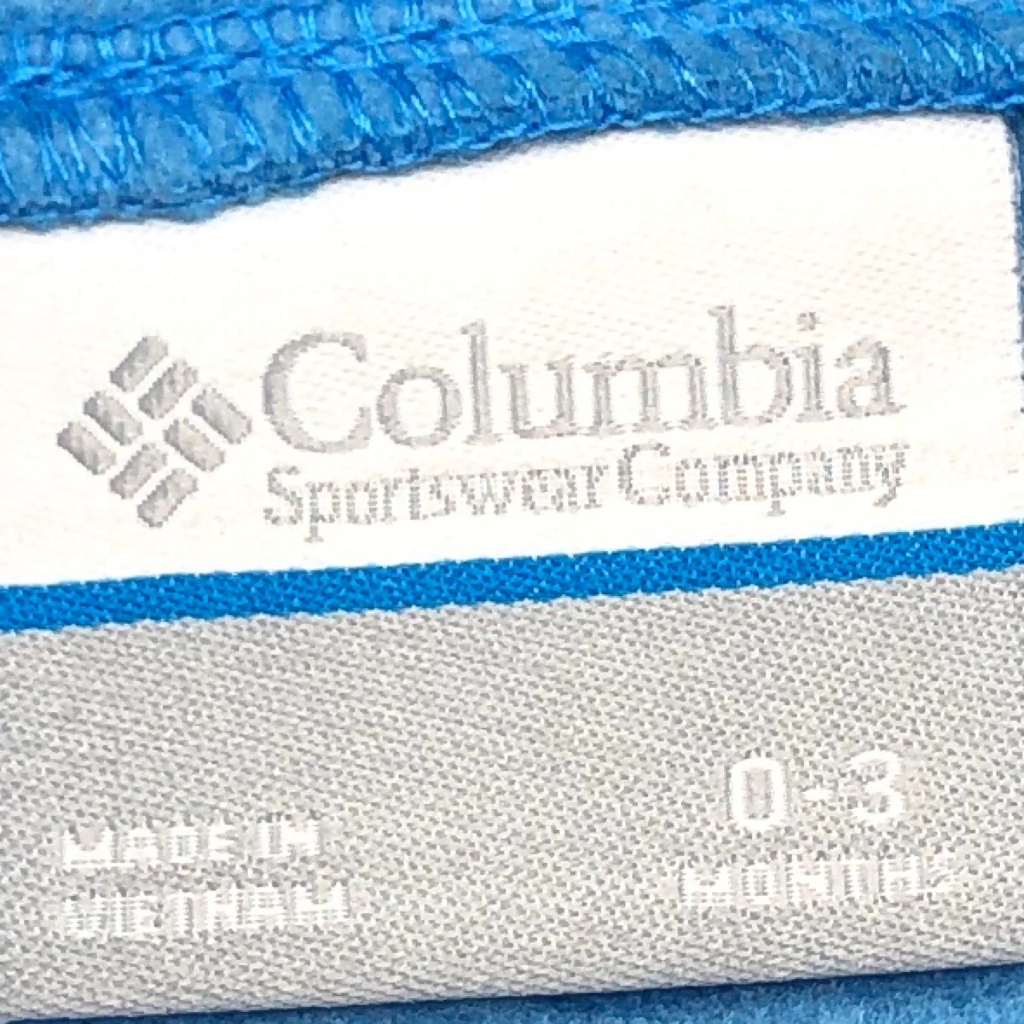 Columbia
Sportswear Company
0-3
MONTHS
MADE IN
VIETNAM